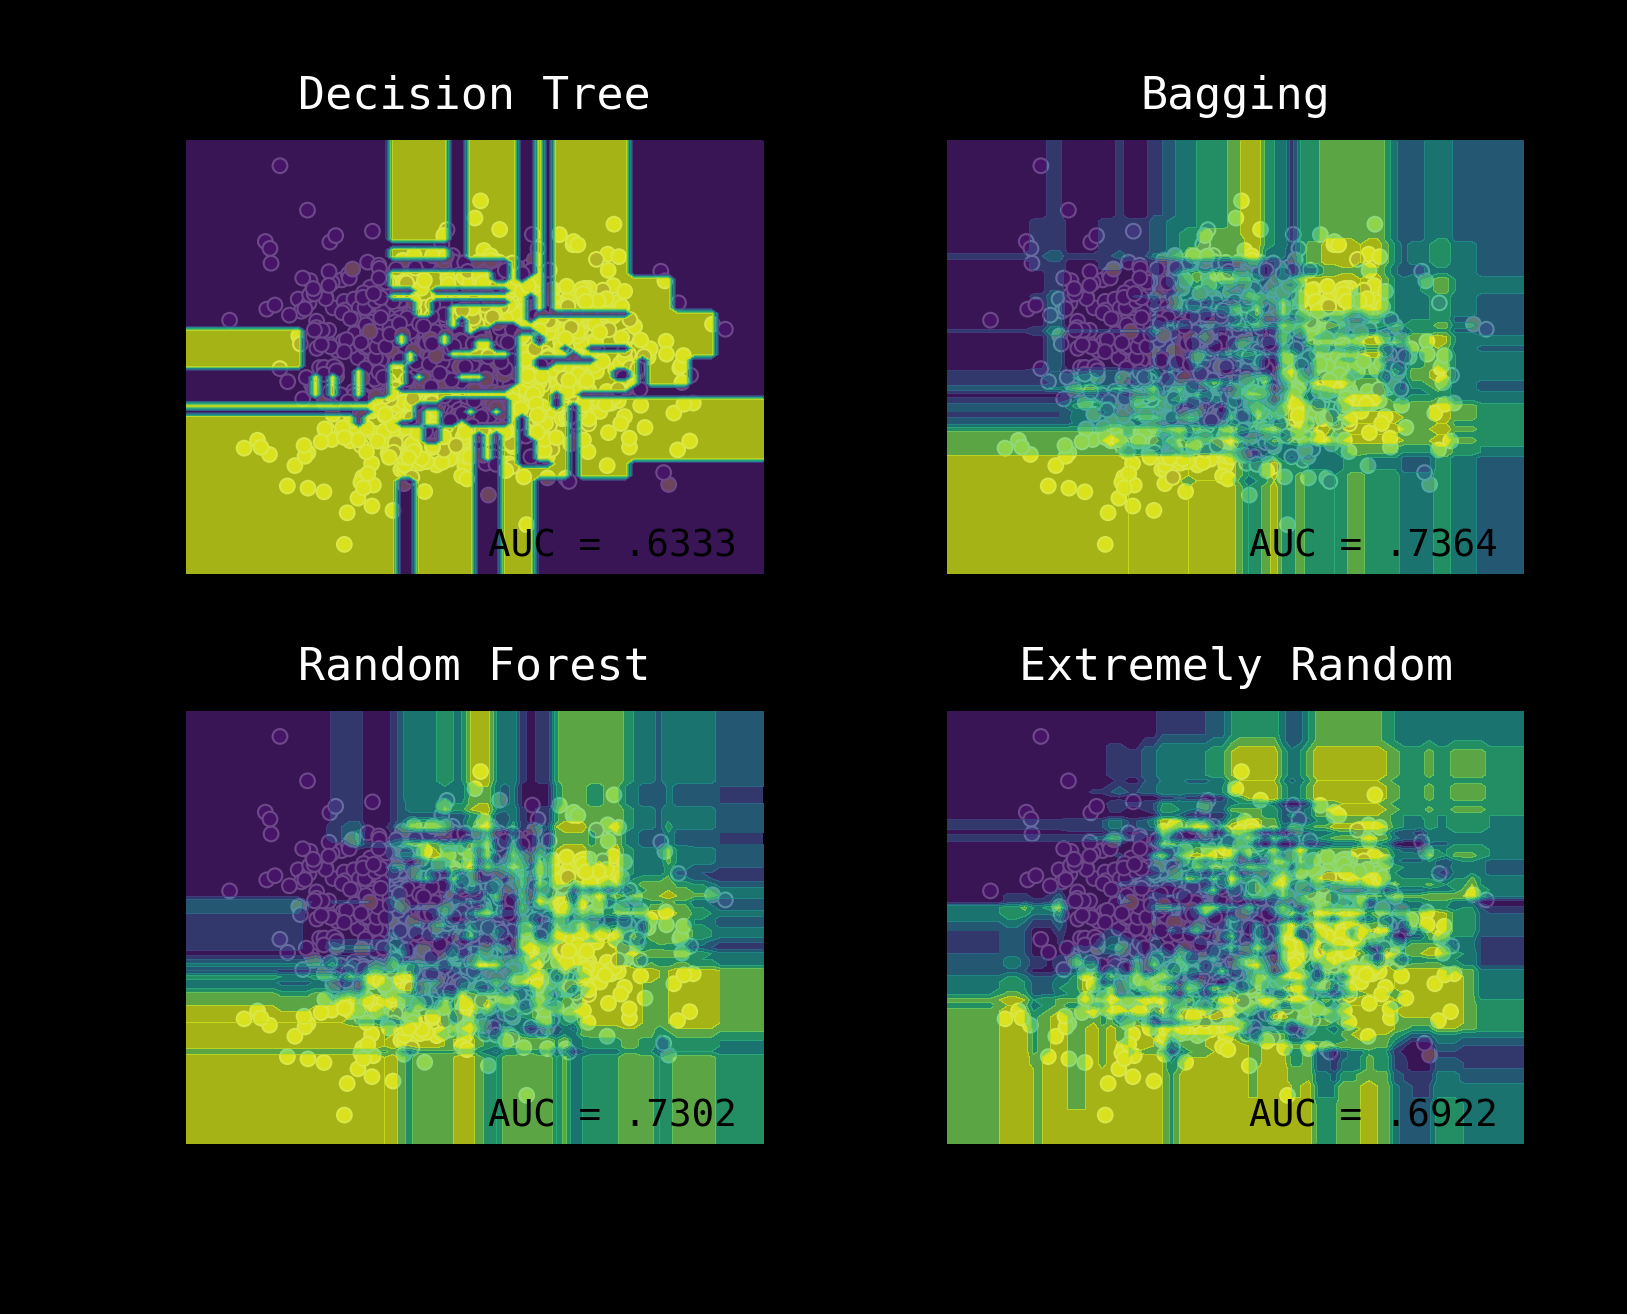 Decision Tree
Bagging
AUC = .6333
AUC = .7364
Random Forest
Extremely Random
AUC = .7302
AUC = .6922